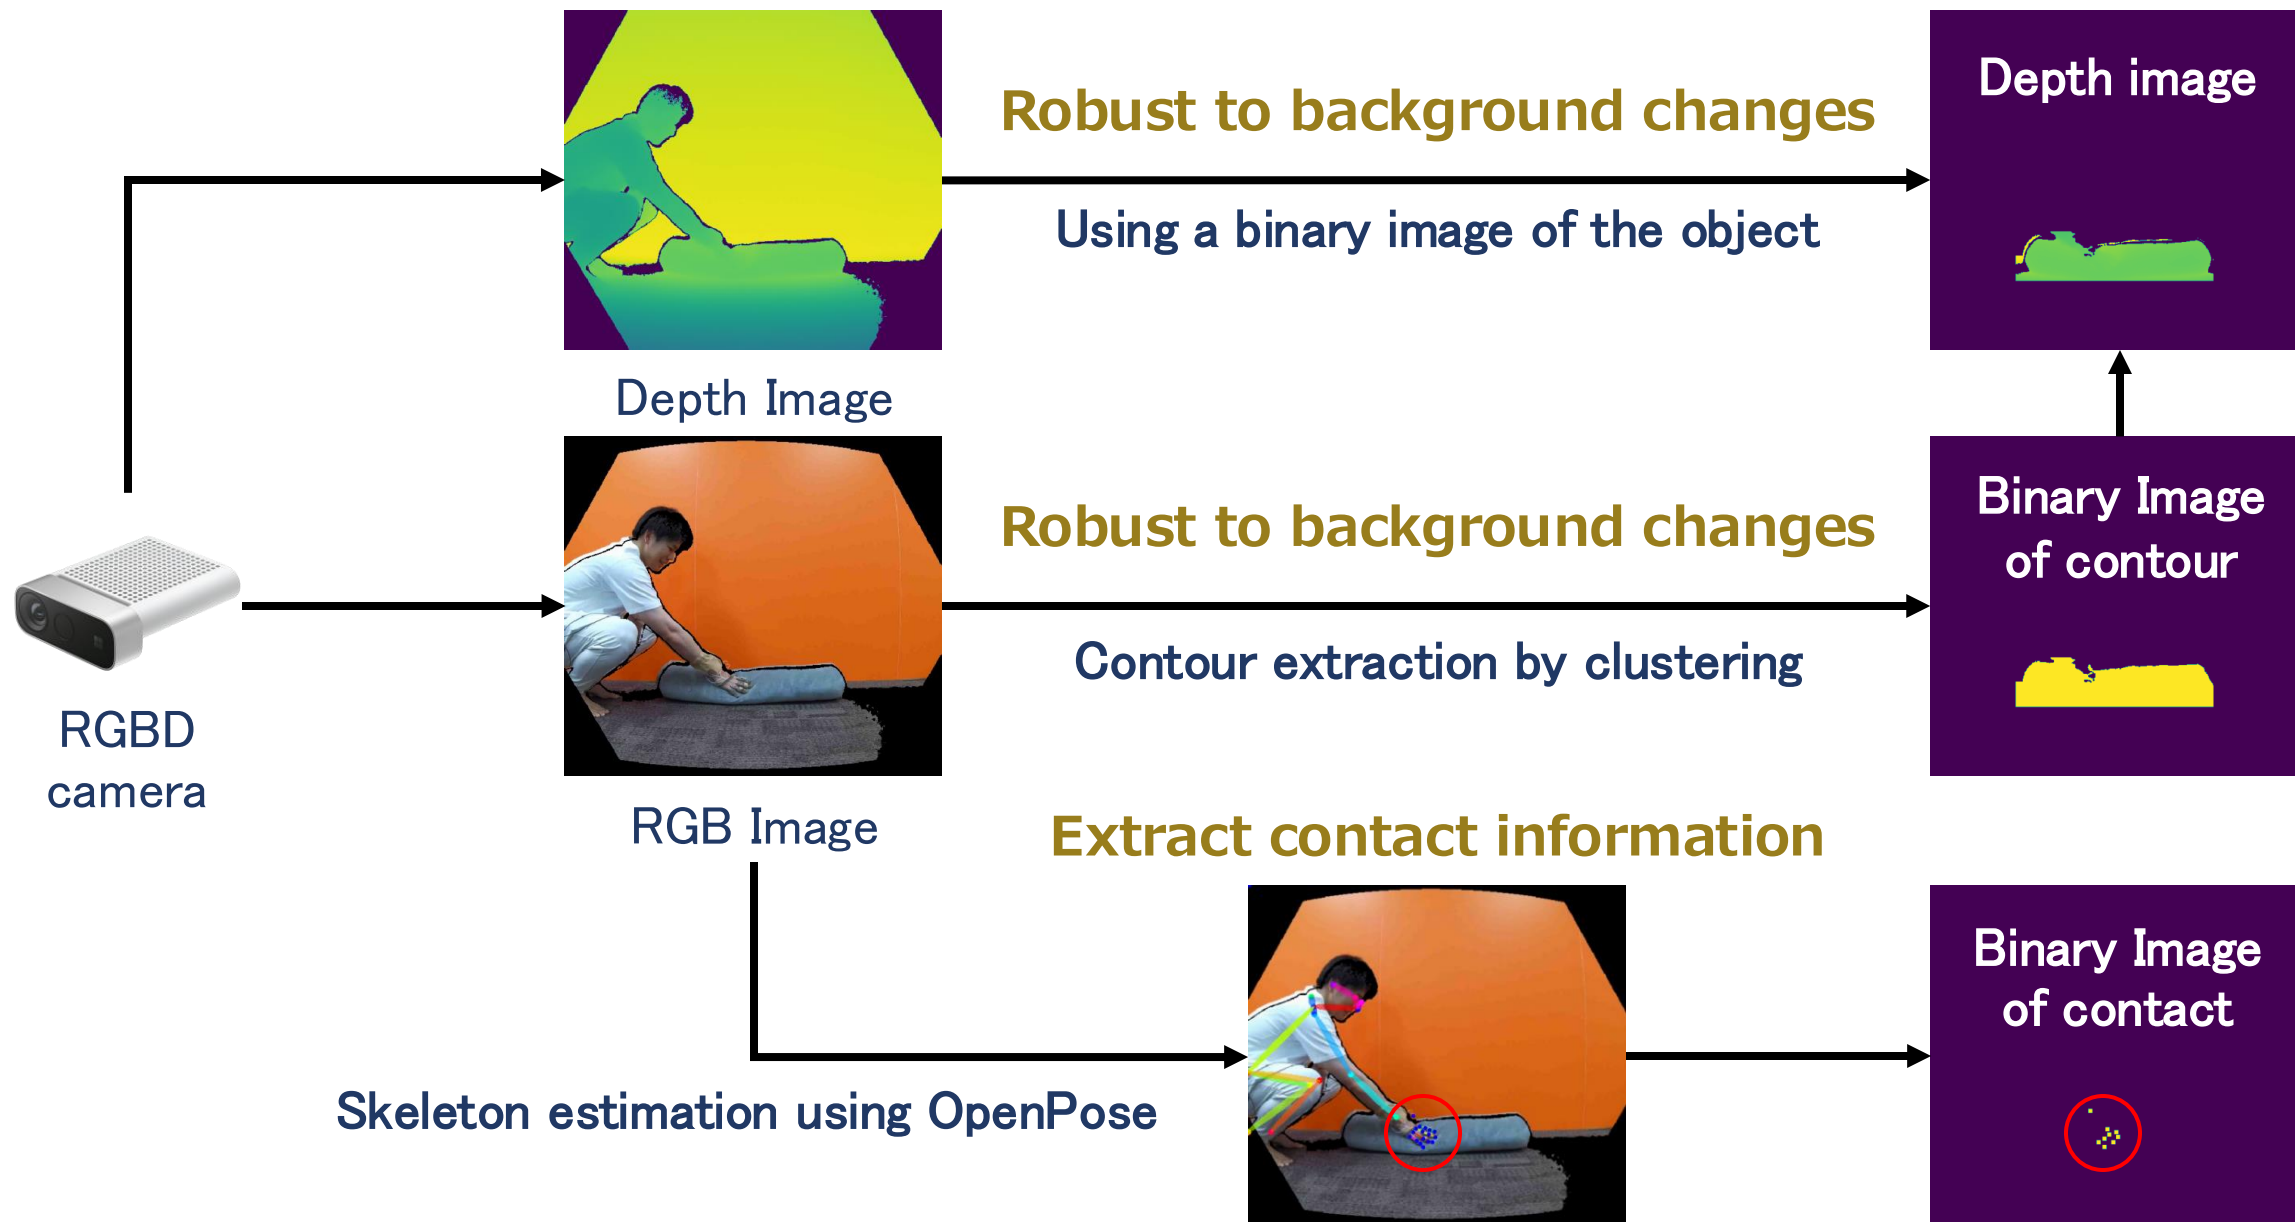 Robust to background changes
Using a binary image of the object
Depth image
Depth Image
Robust to background changes
Contour extraction by clustering
Binary Image
of contour
RGBD
camera
RGB Image
Extract contact information
Skeleton estimation using OpenPose
Binary Image
of contact